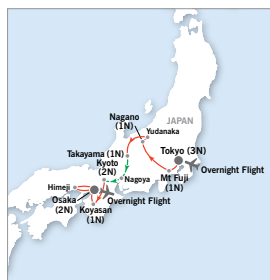 JAPAN
Nagano
(1N)
Yudanaka
Takayama (1N)
Tokyo (3N)
Kyoto
(2N)
Overnight Flight
Nagoya
Mt Fuji
(1N)
Himeji
Osaka
(2N)
Overnight Flight
Koyasan
(1N)